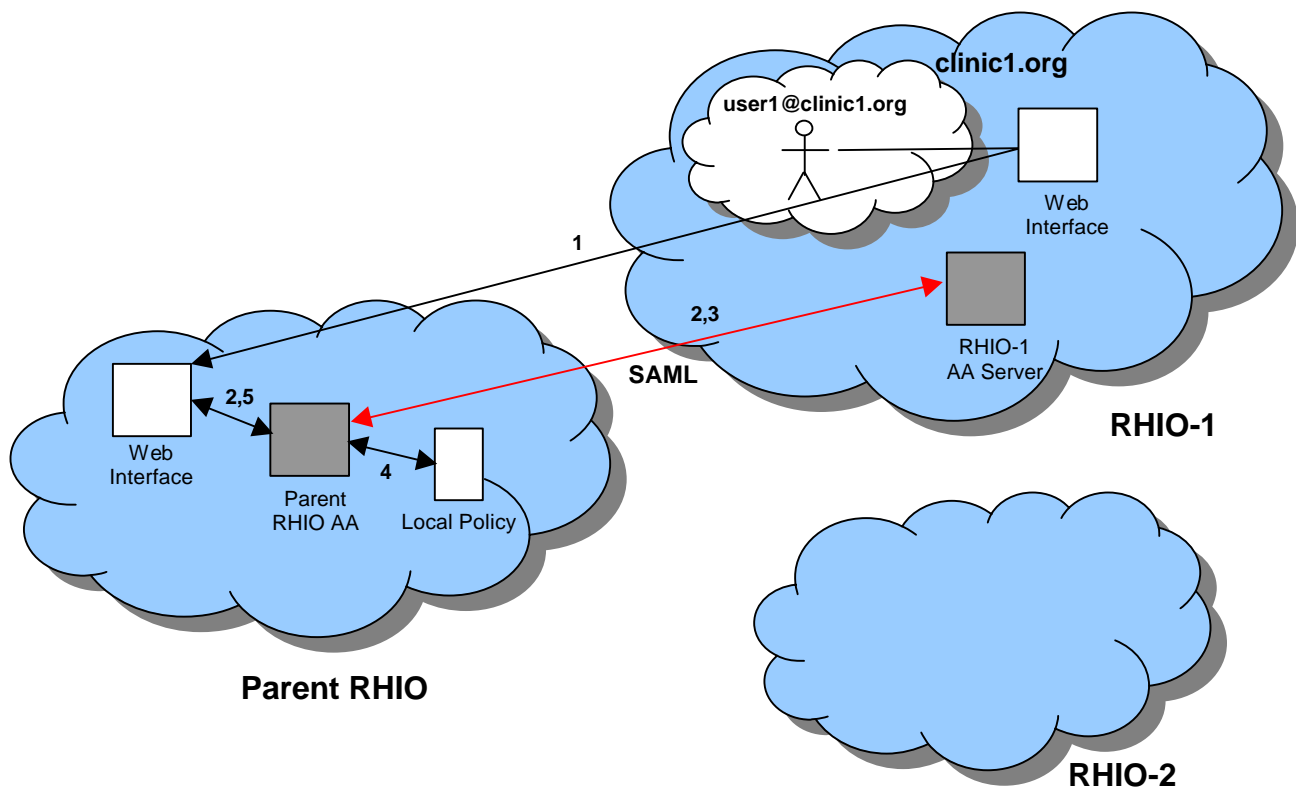 clinic1.org
user1@clinic1.org
Web
Interface
1
RHIO-1
AA Server
2,3
SAML
RHIO-1
2,5
Web
Interface
4
Parent
RHIO AA
Local Policy
Parent RHIO
RHIO-2